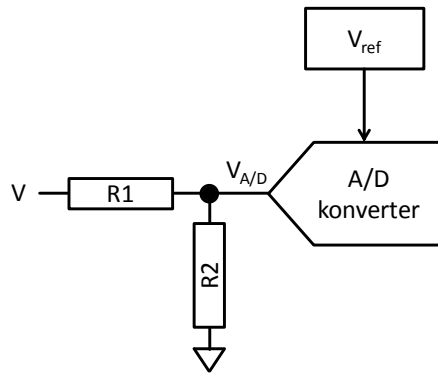 V_ref
V_A/D
A/D
konverter
V
R1
R2